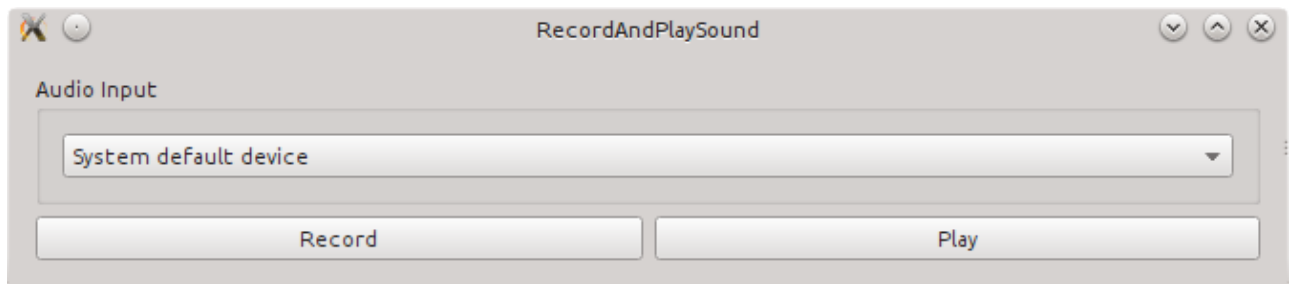 RecordAndPlaySound
Audio Input
System default device
Record Play